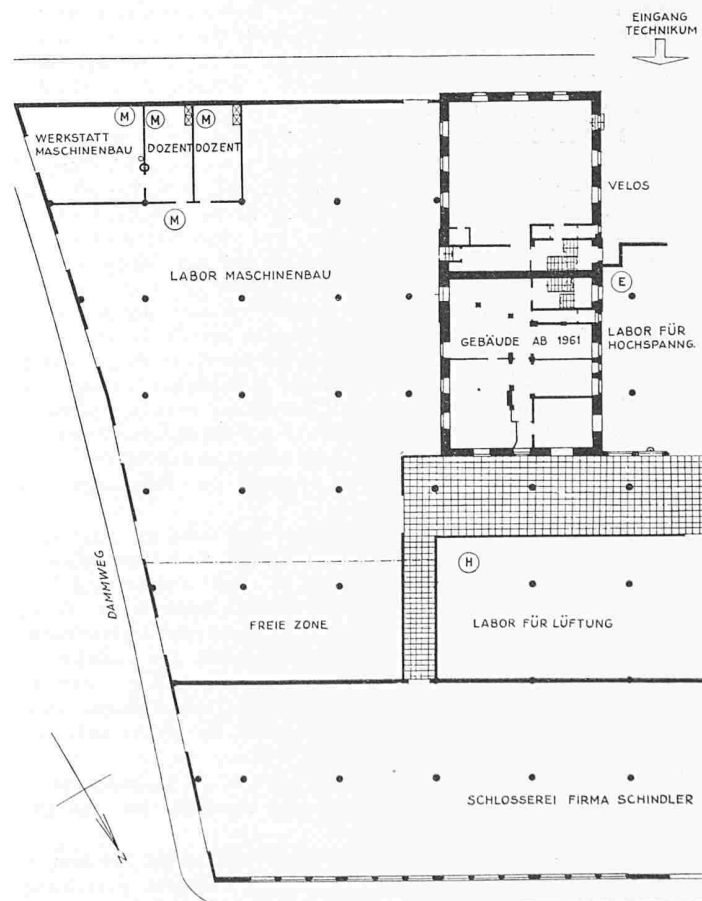 EINGANG
TECHNIKUM
M
M
M
WERKSTATT
MASCHINENBAU
DOZENT
DOZENT
VELOS
M
LABOR MASCHINENBAU
E
GEBÄUDE AB 1961
LABOR FÜR
HOCHSPANNG.
DAMMWEG
H
FREIE ZONE
LABOR FÜR LÜFTUNG
SCHLOSSEREI FIRMA SCHINDLER
N